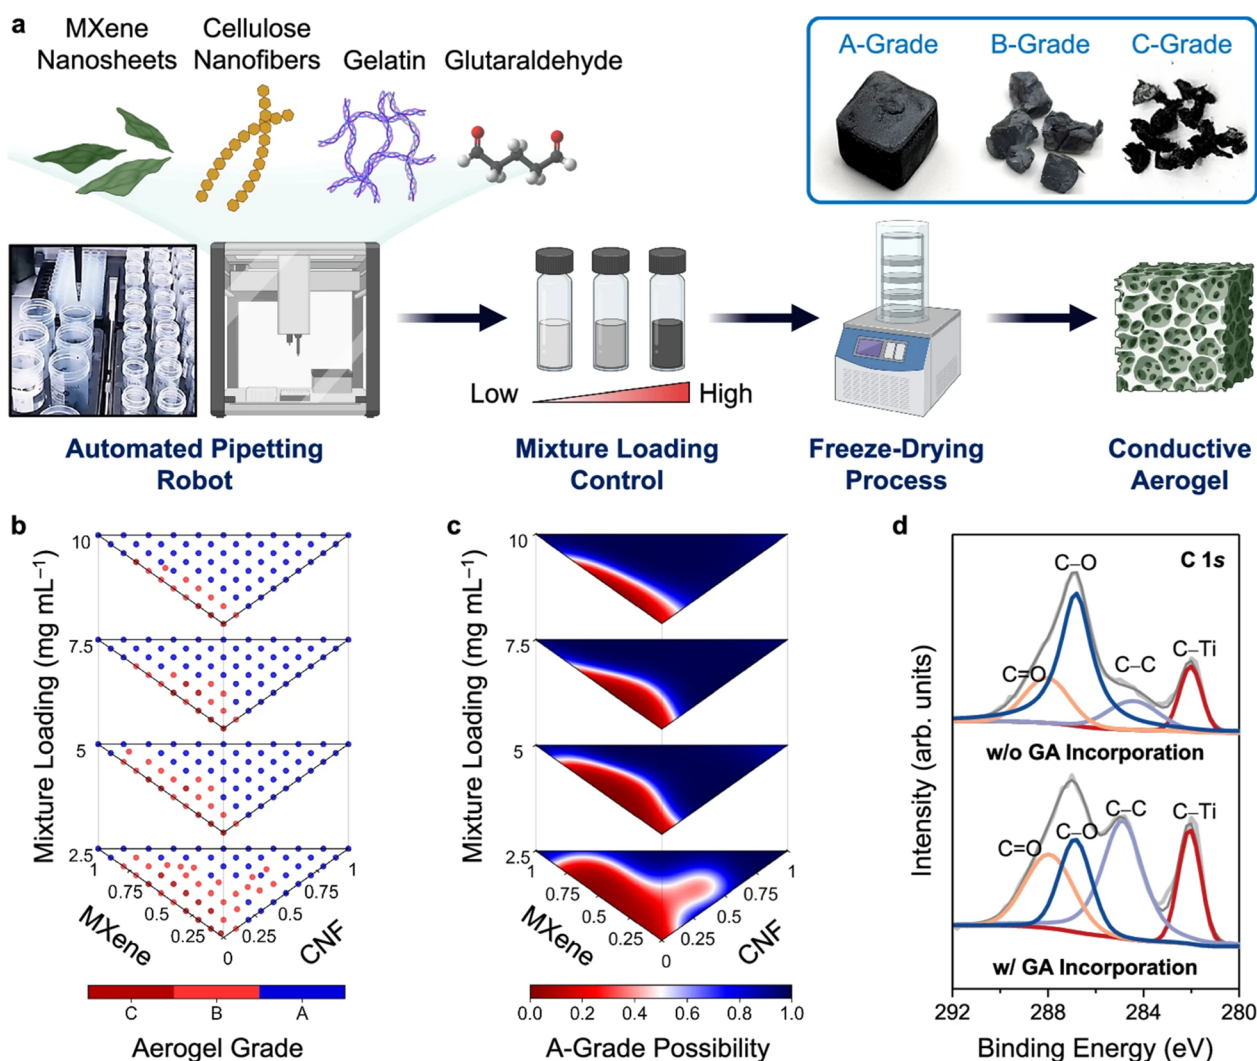 a
MXene
Nanosheets
Cellulose
Nanofibers
Gelatin
Glutaraldehyde
A-Grade
B-Grade
C-Grade
Low
High
Automated Pipetting
Robot
Mixture Loading
Control
Freeze-Drying
Process
Conductive
Aerogel
b
Mixture Loading (mg mL⁻¹)
10
7.5
5
2.5
1
0.75
0.5
0.25
0
0.25
0.5
0.75
1
MXene
CNF
C
B
A
Aerogel Grade
c
Mixture Loading (mg mL⁻¹)
10
7.5
5
2.5
1
0.75
0.5
0.25
0
0.25
0.5
0.75
1
MXene
CNF
0.0 0.2 0.4 0.6 0.8 1.0
A-Grade Possibility
d
C 1s
C–O
C=O
C–C
C–Ti
w/o GA Incorporation
C=O
C–O
C–C
C–Ti
w/ GA Incorporation
Intensity (arb. units)
292 288 284 280
Binding Energy (eV)